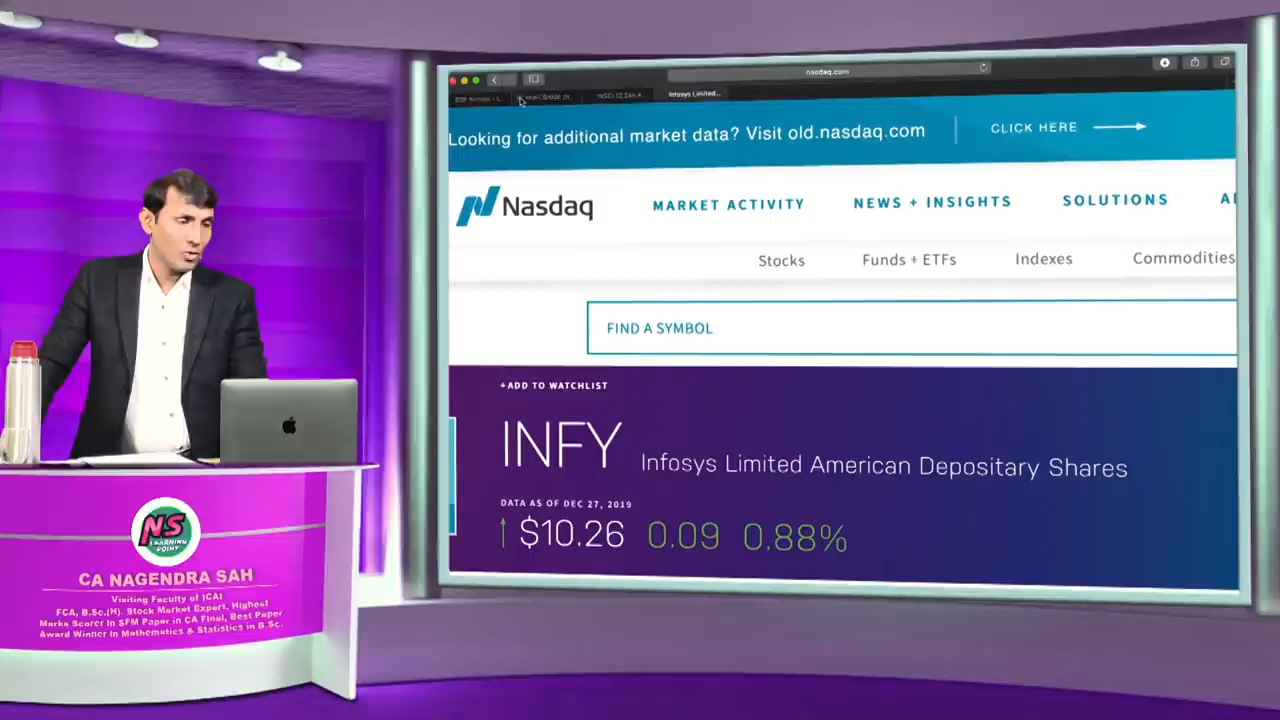 nasdaq.com
Infosys Limited...
Looking for additional market data? Visit old.nasdaq.com
CLICK HERE
Nasdaq
MARKET ACTIVITY
NEWS + INSIGHTS
SOLUTIONS
Stocks
Funds + ETFs
Indexes
Commodities
FIND A SYMBOL
+ADD TO WATCHLIST
INFY Infosys Limited American Depositary Shares
DATA AS OF DEC 27, 2019
$10.26 0.09 0.88%
NS
LEARNING
POINT
CA NAGENDRA SAH
Visiting Faculty of ICAI
FCA, B.Sc.(H). Stock Market Expert, Highest
Marks Scorer in SFM Paper in CA Final, Best Paper
Award Winner in Mathematics & Statistics in B.Sc.